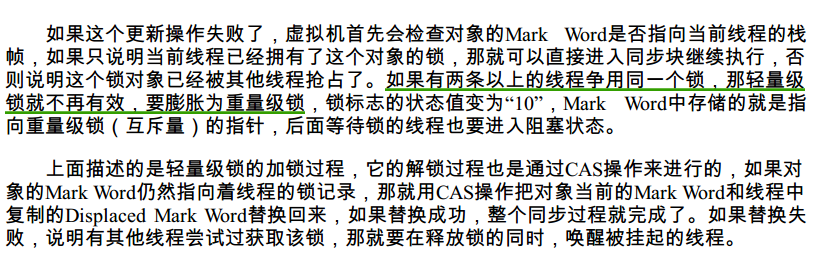 如果这个更新操作失败了，虚拟机首先会检查对象的Mark Word是否指向当前线程的栈
帧，如果只说明当前线程已经拥有了这个对象的锁，那就可以直接进入同步块继续执行，否
则说明这个锁对象已经被其他线程抢占了。如果有两条以上的线程争用同一个锁，那轻量级
锁就不再有效，要膨胀为重量级锁，锁标志的状态值变为“10”，Mark Word中存储的就是指
向重量级锁（互斥量）的指针，后面等待锁的线程也要进入阻塞状态。
上面描述的是轻量级锁的加锁过程，它的解锁过程也是通过CAS操作来进行的，如果对
象的Mark Word仍然指向着线程的锁记录，那就用CAS操作把对象当前的Mark Word和线程中
复制的Displaced Mark Word替换回来，如果替换成功，整个同步过程就完成了。如果替换失
败，说明有其他线程尝试过获取该锁，那就要在释放锁的同时，唤醒被挂起的线程。